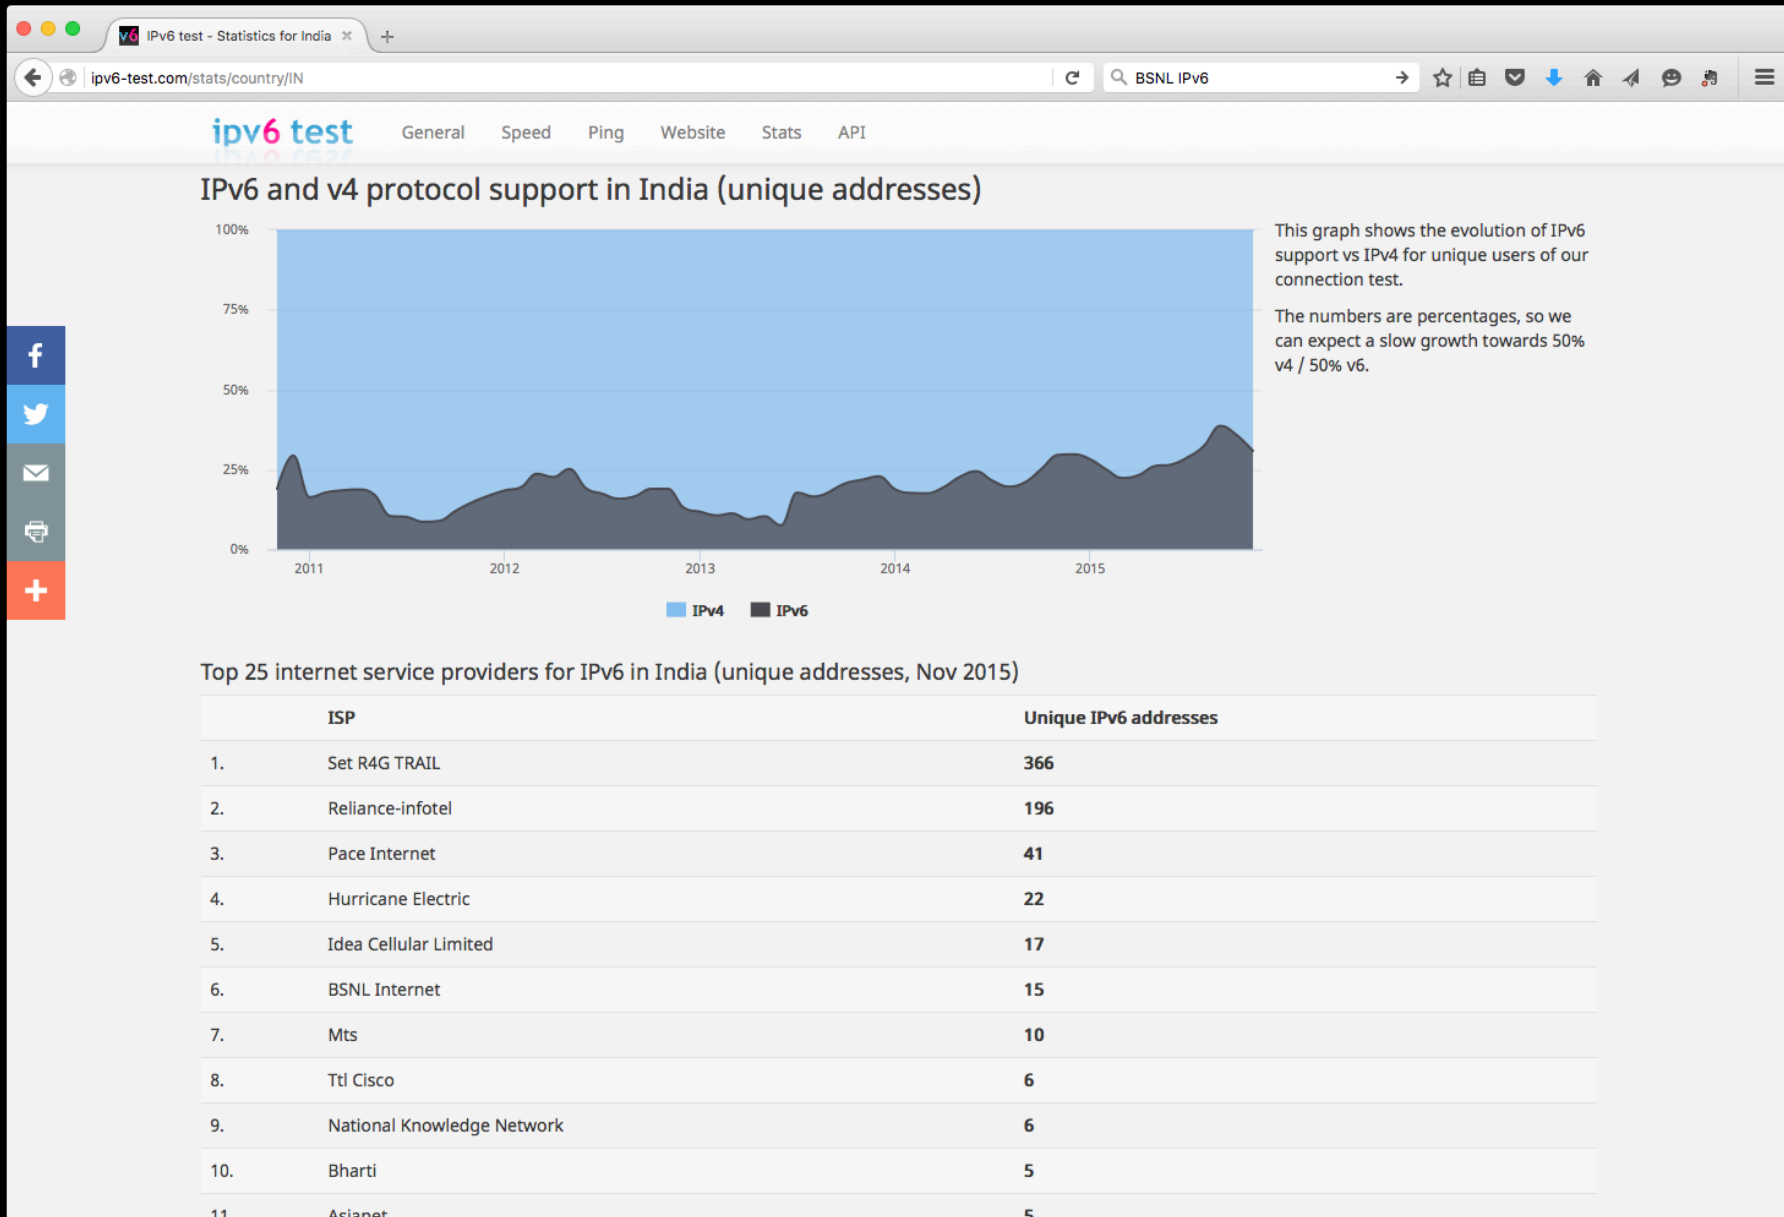 v6 IPv6 test - Statistics for India
ipv6-test.com/stats/country/IN
BSNL IPv6
ipv6 test General Speed Ping Website Stats API
IPv6 and v4 protocol support in India (unique addresses)
100%
75%
50%
25%
0%
2011 2012 2013 2014 2015
IPv4 IPv6
This graph shows the evolution of IPv6
support vs IPv4 for unique users of our
connection test.
The numbers are percentages, so we
can expect a slow growth towards 50%
v4 / 50% v6.
Top 25 internet service providers for IPv6 in India (unique addresses, Nov 2015)
ISP Unique IPv6 addresses
1. Set R4G TRAIL 366
2. Reliance-infotel 196
3. Pace Internet 41
4. Hurricane Electric 22
5. Idea Cellular Limited 17
6. BSNL Internet 15
7. Mts 10
8. Ttl Cisco 6
9. National Knowledge Network 6
10. Bharti 5
11. Asianet 5